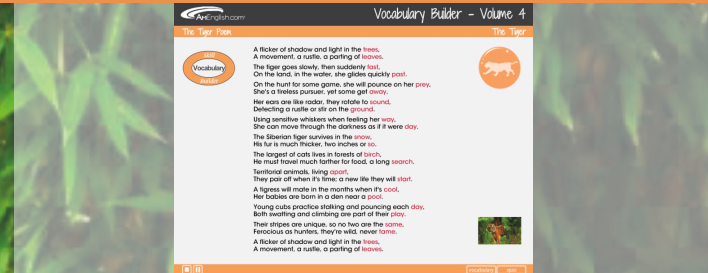 AmEnglish.com
Vocabulary Builder - Volume 4
The Tiger Poem
The Tiger
Skill
Vocabulary
Builder
A flicker of shadow and light in the trees,
A movement, a rustle, a parting of leaves.
The tiger goes slowly, then suddenly fast,
On the land, in the water, she glides quickly past.
On the hunt for some game, she will pounce on her prey,
She's a tireless pursuer, yet some get away.
Her ears are like radar, they rotate to sound,
Detecting a rustle or stir on the ground.
Using sensitive whiskers when feeling her way,
She can move through the darkness as if it were day.
The Siberian tiger survives in the snow,
His fur is much thicker, two inches or so.
The largest of cats lives in forests of birch,
He must travel much farther for food, a long search.
Territorial animals, living apart,
They pair off when it's time; a new life they will start.
A tigress will mate in the months when it's cool,
Her babies are born in a den near a pool.
Young cubs practice stalking and pouncing each day,
Both swatting and climbing are part of their play.
Their stripes are unique, so no two are the same,
Ferocious as hunters, they're wild, never tame.
A flicker of shadow and light in the trees,
A movement, a rustle, a parting of leaves.
vocabulary
quiz